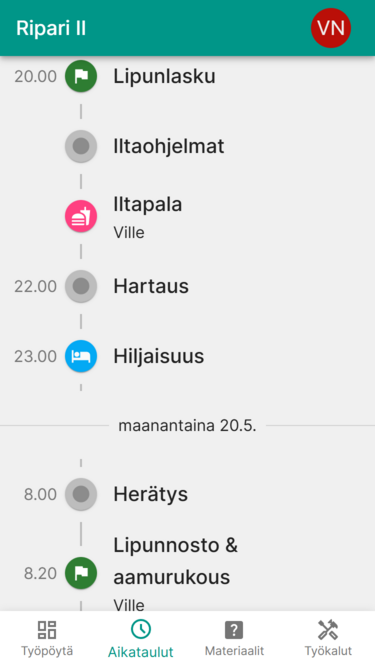 Ripari II
VN
20.00 Lipunlasku
Iltaohjelmat
Iltapala
Ville
22.00 Hartaus
23.00 Hiljaisuus
maanantaina 20.5.
8.00 Herätys
8.20 Lipunnosto &
aamurukous
Ville
Työpöytä Aikataulut Materiaalit Työkalut